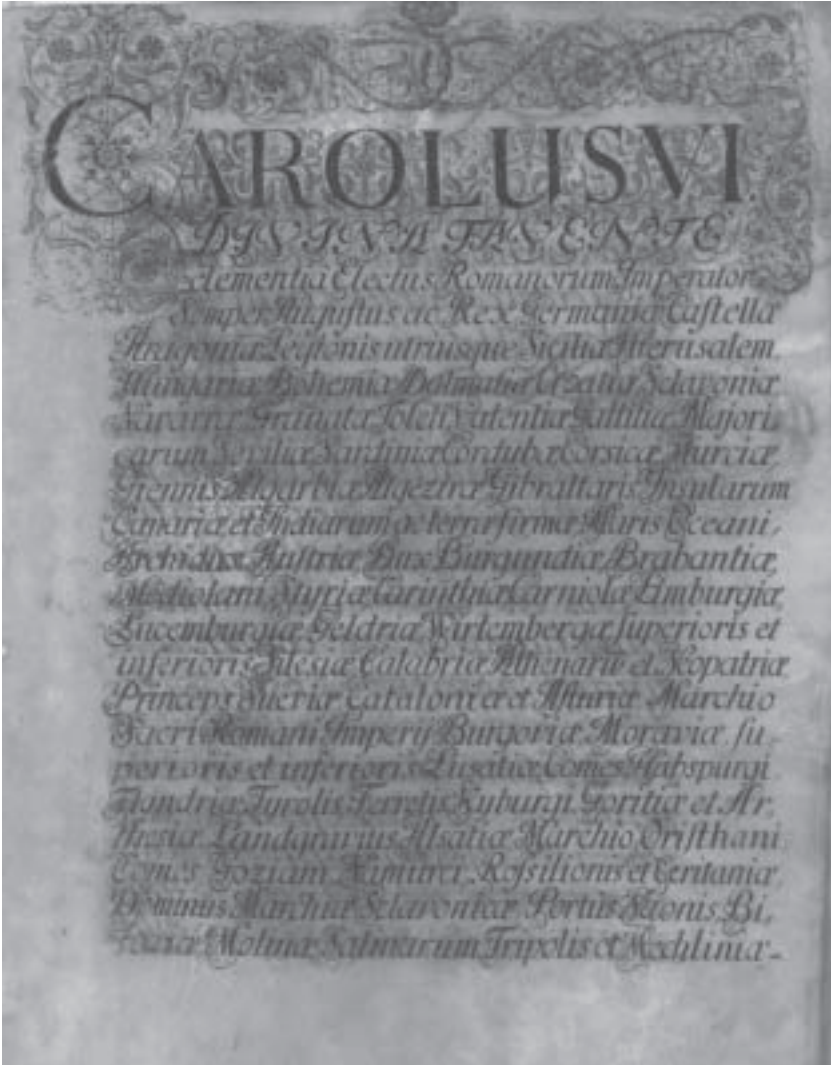 CAROLUS VI.
DIVINA FAVENTE
clementia Electus Romanorum Imperator
Semper Augustus ac Rex Germaniæ Castellæ
Aragoniæ Legionis utriusque Siciliæ Hierusalem
Hungariæ Bohemiæ Dalmatiæ Croatiæ Sclavoniæ
Navarræ Granatæ Toleti Valentiæ Gallitiæ Majori,
carum Seviliæ Sardiniæ Cordubæ Corsicæ Murciæ
Giennis Algarbiæ Algeziræ Gibraltaris Insularum
Canariæ et Indiarum ac terræ firmæ Maris Oceani,
Archidux Austriæ Dux Burgundiæ, Brabantiæ,
Mediolani Styriæ Carinthiæ Carniolæ Limburgiæ,
Lucemburgiæ Geldriæ Wirtembergæ superioris et
inferioris Silesiæ Calabriæ Athenarum et Neopatriæ
Princeps Sueviæ Cataloniæ et Asturiæ Marchio
Sacri Romani Imperij Burgoviæ, Moraviæ, su,
perioris et inferioris Lusatiæ, Comes Habspurgi
Flandriæ, Tyrolis Ferretis, Kyburgi, Goritiæ et Ar,
thesiæ Landgravius Alsatiæ Marchio Oristhani
Comes Goziani Namurci Rossilionis et Ceritaniæ
Dominus Marchiæ Sclavonicæ Portus Naonis, Bi,
scaiæ Molinæ Salinarum Tripolis et Mechliniæ